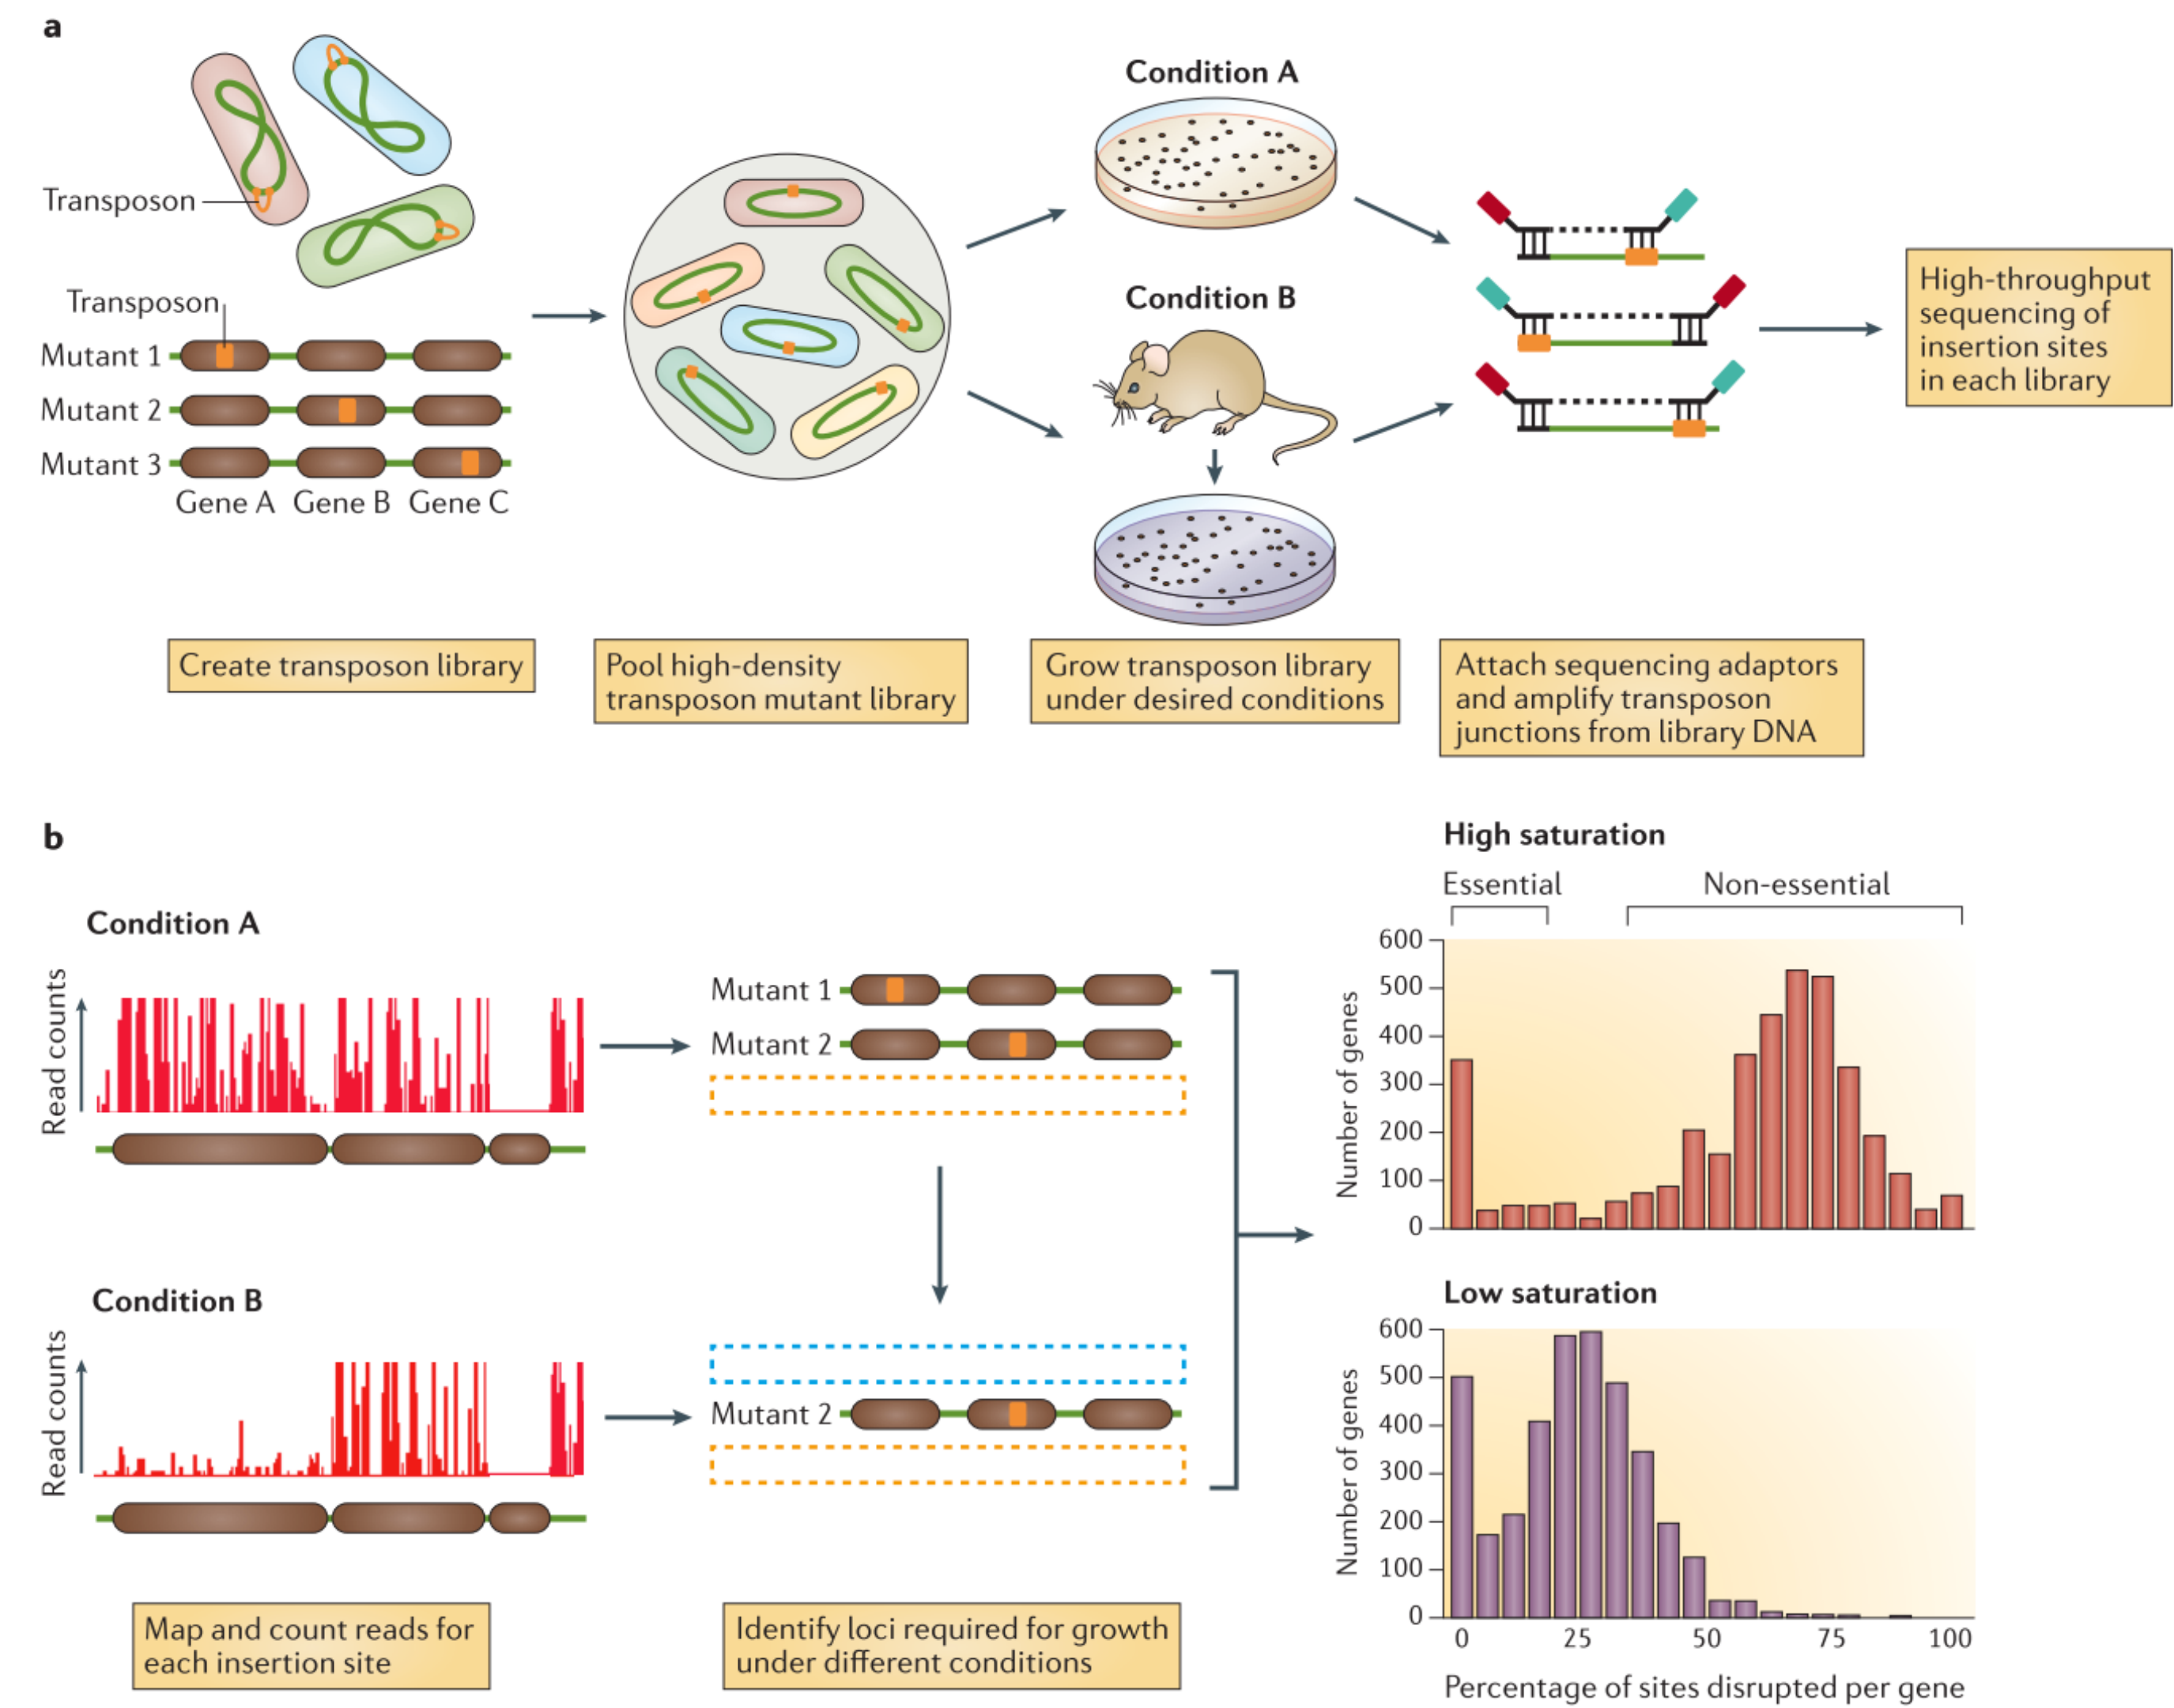 a
Transposon
Transposon
Mutant 1
Mutant 2
Mutant 3
Gene A Gene B Gene C
Condition A
Condition B
High-throughput
sequencing of
insertion sites
in each library
Create transposon library
Pool high-density
transposon mutant library
Grow transposon library
under desired conditions
Attach sequencing adaptors
and amplify transposon
junctions from library DNA
b
Condition A
Read counts
Mutant 1
Mutant 2
Condition B
Read counts
Mutant 2
Map and count reads for
each insertion site
Identify loci required for growth
under different conditions
High saturation
Essential
Non-essential
Number of genes
600
500
400
300
200
100
0
Low saturation
Number of genes
600
500
400
300
200
100
0
0 25 50 75 100
Percentage of sites disrupted per gene